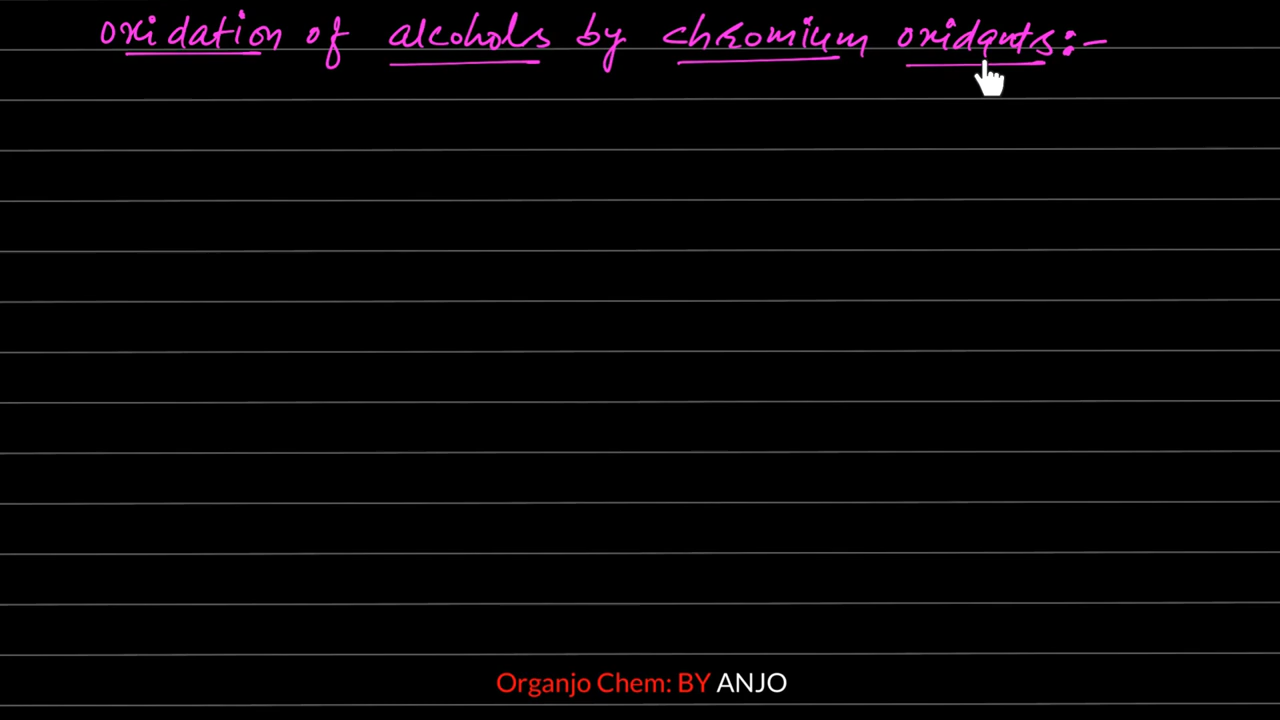 oxidation of alcohols by chromium oxidants:-
Organjo Chem: BY ANJO